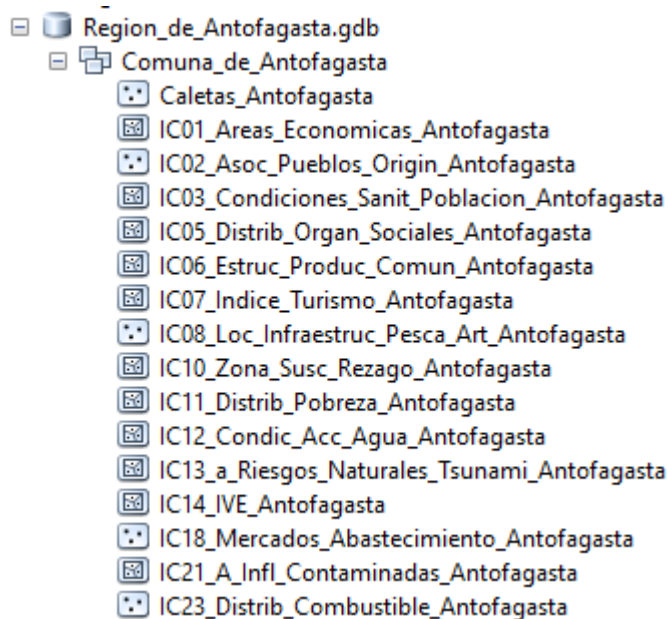 Region_de_Antofagasta.gdb
Comuna_de_Antofagasta
Caletas_Antofagasta
IC01_Areas_Economicas_Antofagasta
IC02_Asoc_Pueblos_Origin_Antofagasta
IC03_Condiciones_Sanit_Poblacion_Antofagasta
IC05_Distrib_Organ_Sociales_Antofagasta
IC06_Estruc_Produc_Comun_Antofagasta
IC07_Indice_Turismo_Antofagasta
IC08_Loc_Infraestruc_Pesca_Art_Antofagasta
IC10_Zona_Susc_Rezago_Antofagasta
IC11_Distrib_Pobreza_Antofagasta
IC12_Condic_Acc_Agua_Antofagasta
IC13_a_Riesgos_Naturales_Tsunami_Antofagasta
IC14_IVE_Antofagasta
IC18_Mercados_Abastecimiento_Antofagasta
IC21_A_Infl_Contaminadas_Antofagasta
IC23_Distrib_Combustible_Antofagasta